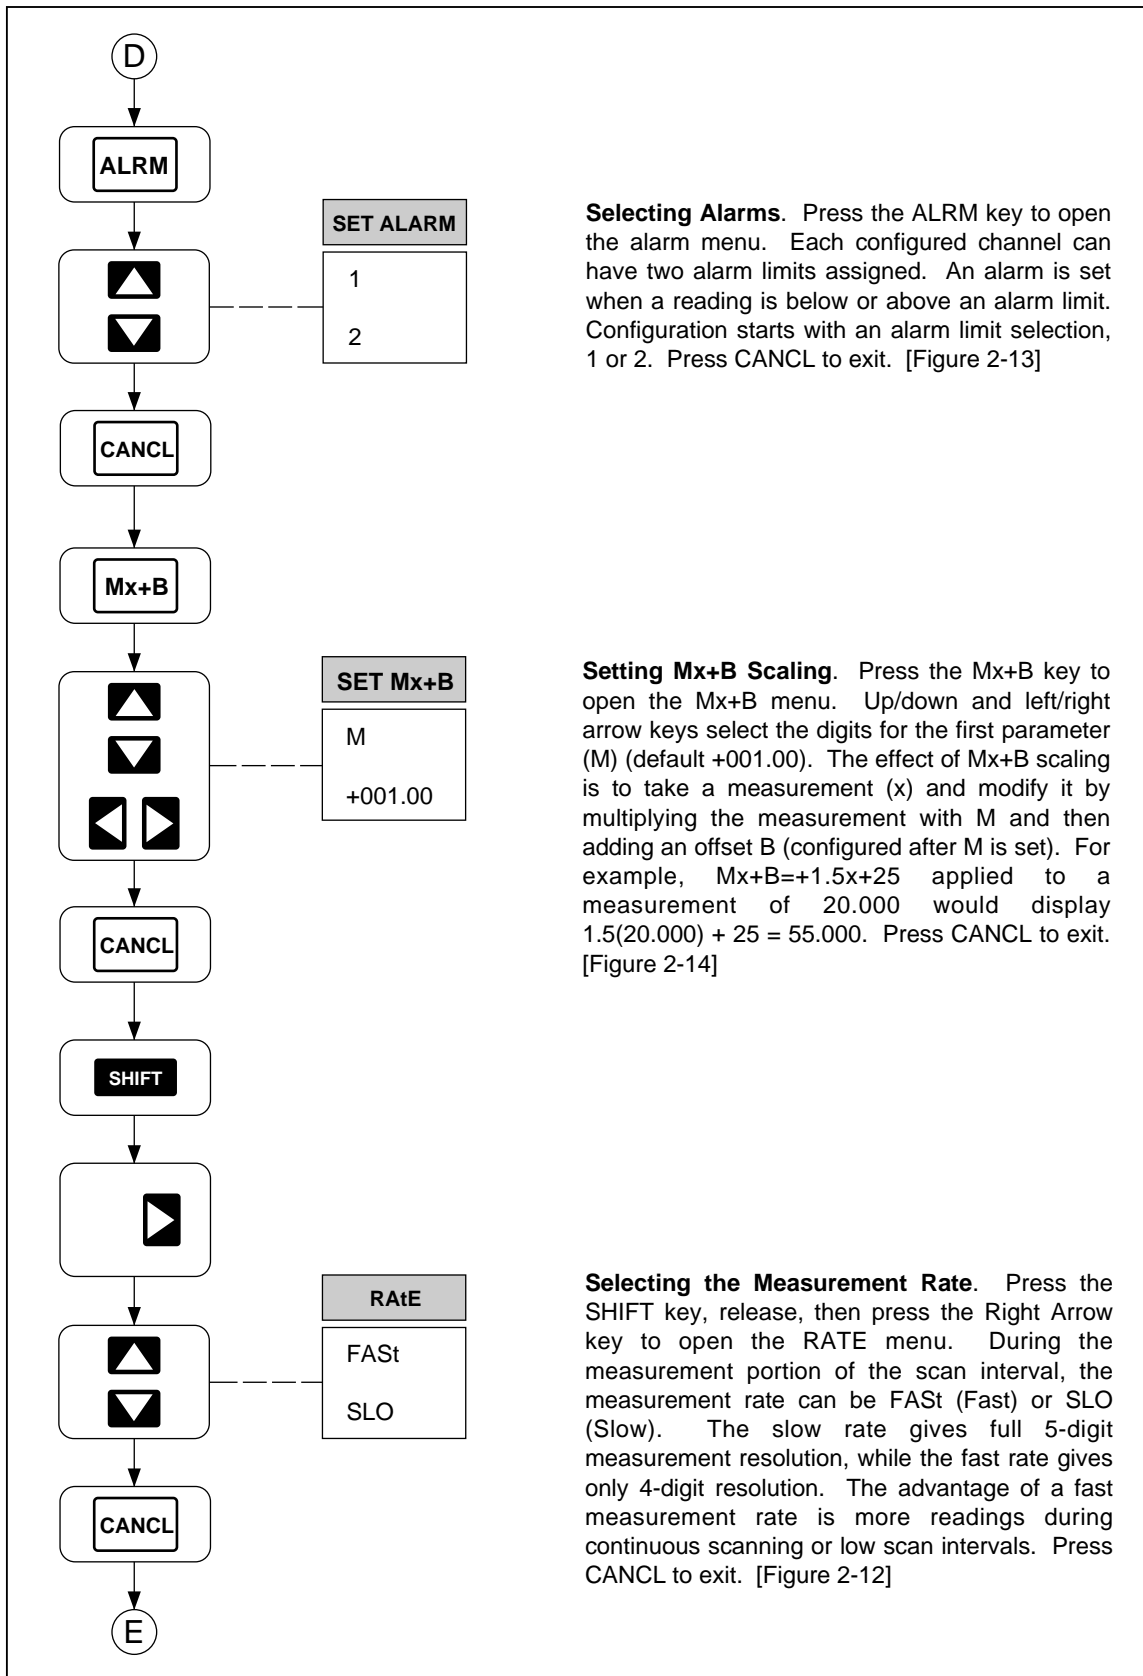 D
ALRM
SET ALARM
1
2
Selecting Alarms. Press the ALRM key to open
the alarm menu. Each configured channel can
have two alarm limits assigned. An alarm is set
when a reading is below or above an alarm limit.
Configuration starts with an alarm limit selection,
1 or 2. Press CANCL to exit. [Figure 2-13]
CANCL
Mx+B
SET Mx+B
M
+001.00
Setting Mx+B Scaling. Press the Mx+B key to
open the Mx+B menu. Up/down and left/right
arrow keys select the digits for the first parameter
(M) (default +001.00). The effect of Mx+B scaling
is to take a measurement (x) and modify it by
multiplying the measurement with M and then
adding an offset B (configured after M is set). For
example, Mx+B=+1.5x+25 applied to a
measurement of 20.000 would display
1.5(20.000) + 25 = 55.000. Press CANCL to exit.
[Figure 2-14]
CANCL
SHIFT
RAtE
FASt
SLO
Selecting the Measurement Rate. Press the
SHIFT key, release, then press the Right Arrow
key to open the RATE menu. During the
measurement portion of the scan interval, the
measurement rate can be FASt (Fast) or SLO
(Slow). The slow rate gives full 5-digit
measurement resolution, while the fast rate gives
only 4-digit resolution. The advantage of a fast
measurement rate is more readings during
continuous scanning or low scan intervals. Press
CANCL to exit. [Figure 2-12]
CANCL
E